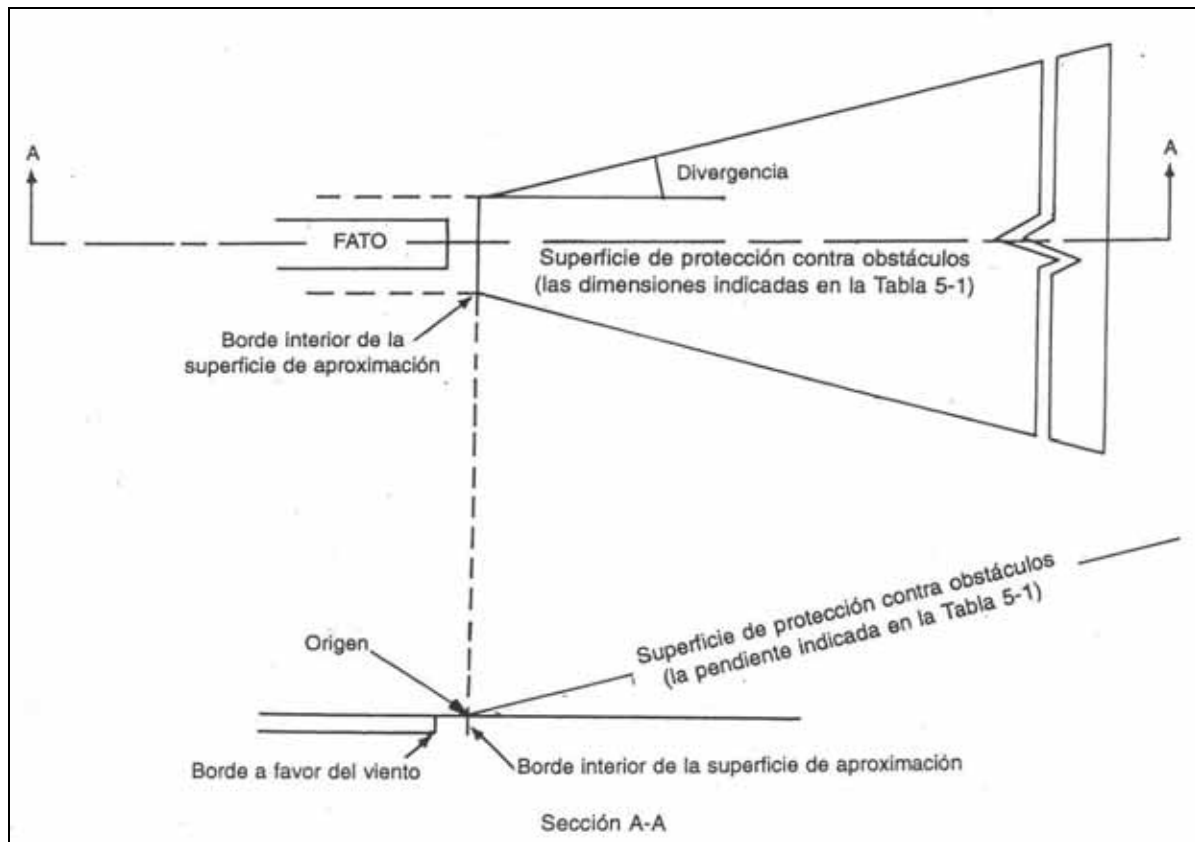 A
A
Divergencia
FATO
Superficie de protección contra obstáculos
(las dimensiones indicadas en la Tabla 5-1)
Borde interior de la
superficie de aproximación
Superficie de protección contra obstáculos
(la pendiente indicada en la Tabla 5-1)
Origen
Borde a favor del viento
Borde interior de la superficie de aproximación
Sección A-A